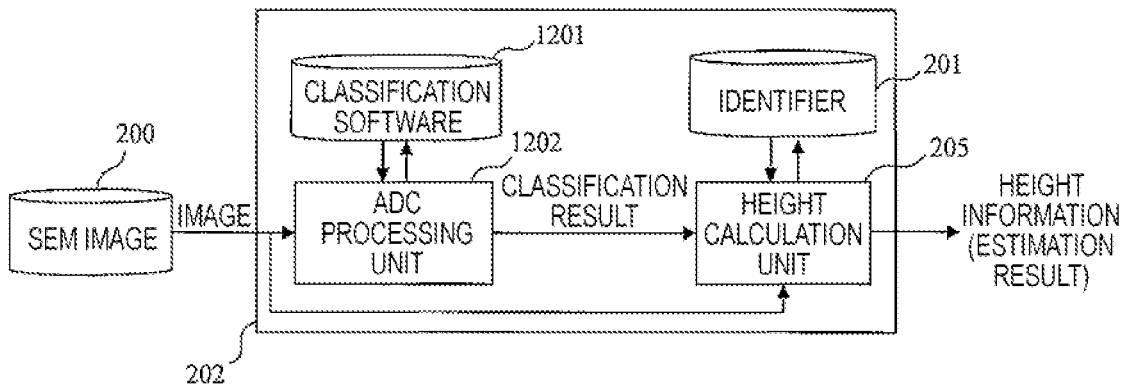 1201
CLASSIFICATION
SOFTWARE
201
IDENTIFIER
200
SEM IMAGE
IMAGE
1202
ADC
PROCESSING
UNIT
CLASSIFICATION
RESULT
205
HEIGHT
CALCULATION
UNIT
HEIGHT
INFORMATION
(ESTIMATION
RESULT)
202